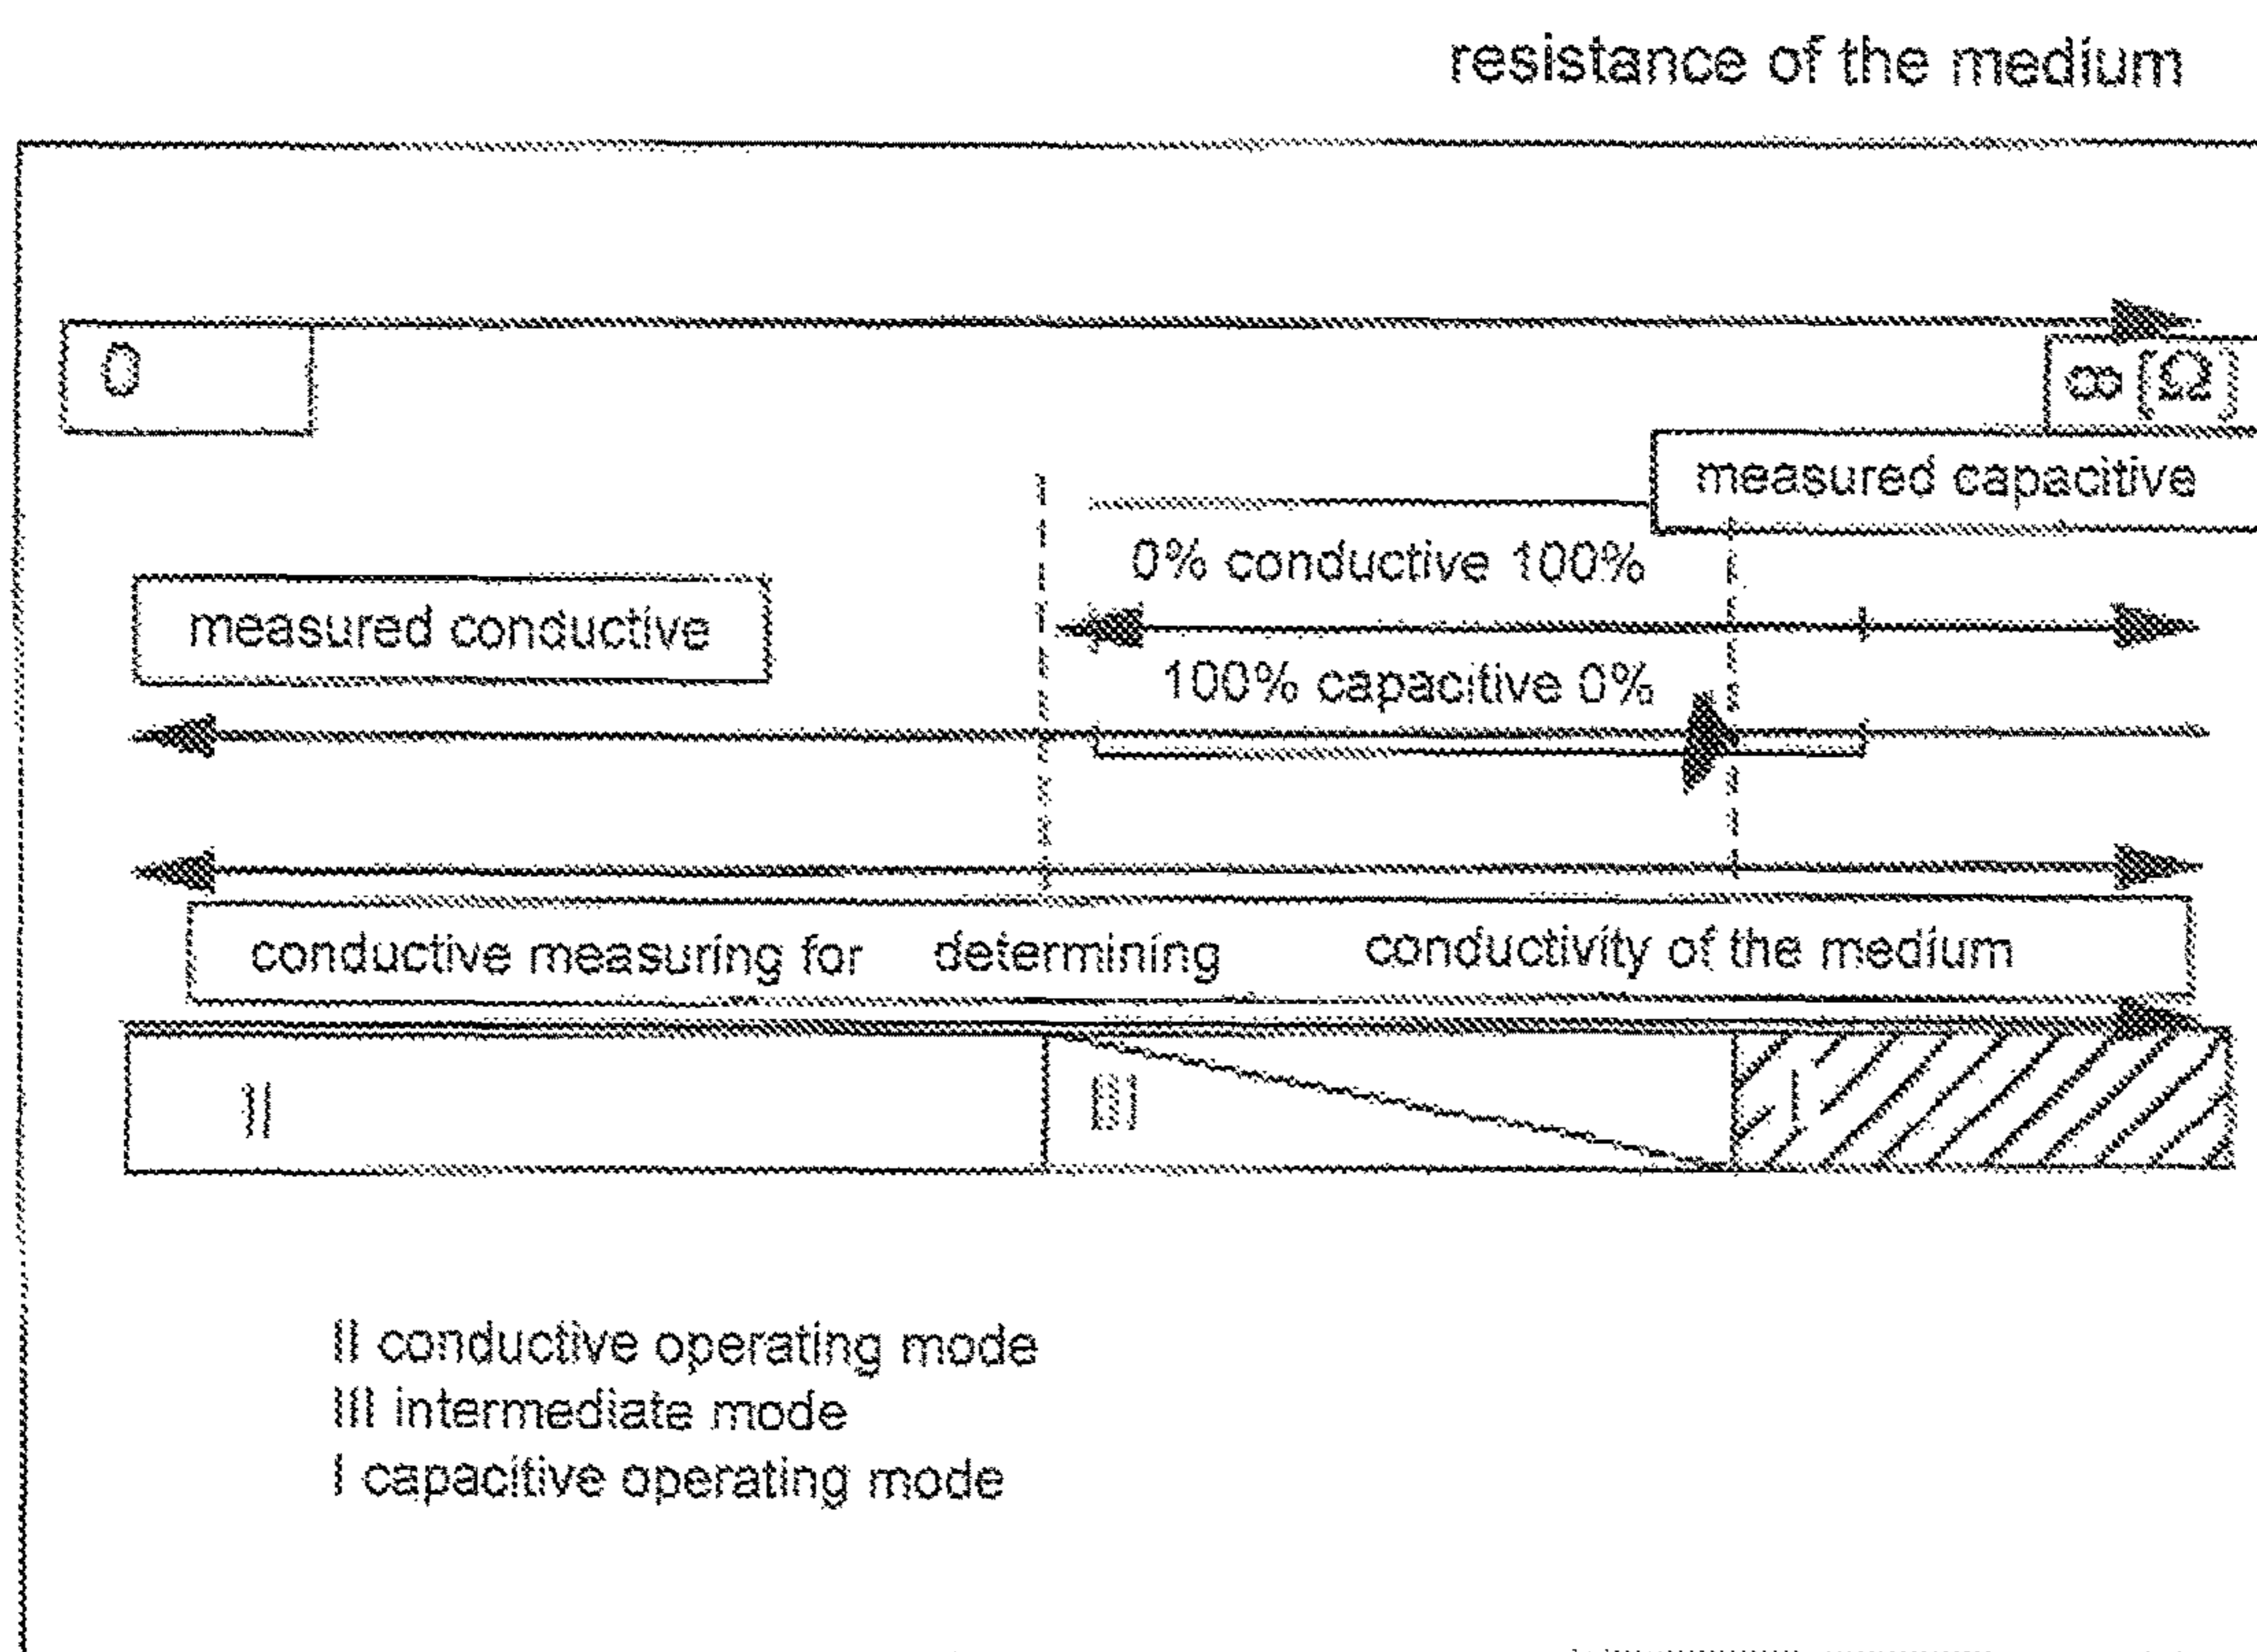 resistance of the medium
0
∞ [Ω]
measured capacitive
0% conductive 100%
measured conductive
100% capacitive 0%
conductive measuring for determining conductivity of the medium
II
III
I
II conductive operating mode
III intermediate mode
I capacitive operating mode